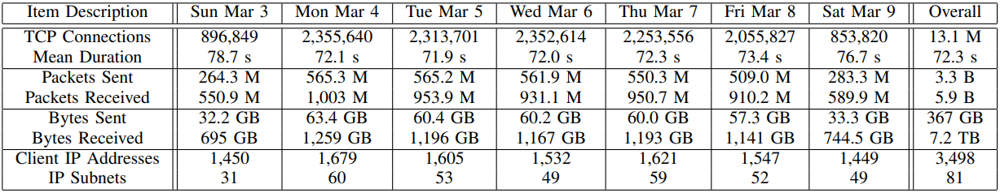 Item Description Sun Mar 3 Mon Mar 4 Tue Mar 5 Wed Mar 6 Thu Mar 7 Fri Mar 8 Sat Mar 9 Overall
TCP Connections 896,849 2,355,640 2,313,701 2,352,614 2,253,556 2,055,827 853,820 13.1 M
Mean Duration 78.7 s 72.1 s 71.9 s 72.0 s 72.3 s 73.4 s 76.7 s 72.3 s
Packets Sent 264.3 M 565.3 M 565.2 M 561.9 M 550.3 M 509.0 M 283.3 M 3.3 B
Packets Received 550.9 M 1,003 M 953.9 M 931.1 M 950.7 M 910.2 M 589.9 M 5.9 B
Bytes Sent 32.2 GB 63.4 GB 60.4 GB 60.2 GB 60.0 GB 57.3 GB 33.3 GB 367 GB
Bytes Received 695 GB 1,259 GB 1,196 GB 1,167 GB 1,193 GB 1,141 GB 744.5 GB 7.2 TB
Client IP Addresses 1,450 1,679 1,605 1,532 1,621 1,547 1,449 3,498
IP Subnets 31 60 53 49 59 52 49 81